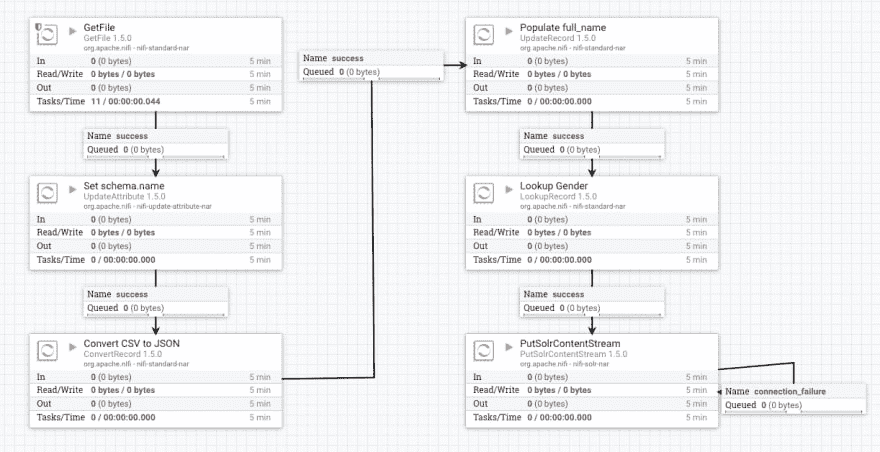 GetFile
GetFile 1.5.0
org.apache.nifi - nifi-standard-nar
In 0 (0 bytes) 5 min
Read/Write 0 bytes / 0 bytes 5 min
Out 0 (0 bytes) 5 min
Tasks/Time 11 / 00:00:00.044 5 min
Name success
Queued 0 (0 bytes)
Set schema.name
UpdateAttribute 1.5.0
org.apache.nifi - nifi-update-attribute-nar
In 0 (0 bytes) 5 min
Read/Write 0 bytes / 0 bytes 5 min
Out 0 (0 bytes) 5 min
Tasks/Time 0 / 00:00:00.000 5 min
Name success
Queued 0 (0 bytes)
Convert CSV to JSON
ConvertRecord 1.5.0
org.apache.nifi - nifi-standard-nar
In 0 (0 bytes) 5 min
Read/Write 0 bytes / 0 bytes 5 min
Out 0 (0 bytes) 5 min
Tasks/Time 0 / 00:00:00.000 5 min
Name success
Queued 0 (0 bytes)
Populate full_name
UpdateRecord 1.5.0
org.apache.nifi - nifi-standard-nar
In 0 (0 bytes) 5 min
Read/Write 0 bytes / 0 bytes 5 min
Out 0 (0 bytes) 5 min
Tasks/Time 0 / 00:00:00.000 5 min
Name success
Queued 0 (0 bytes)
Lookup Gender
LookupRecord 1.5.0
org.apache.nifi - nifi-standard-nar
In 0 (0 bytes) 5 min
Read/Write 0 bytes / 0 bytes 5 min
Out 0 (0 bytes) 5 min
Tasks/Time 0 / 00:00:00.000 5 min
Name success
Queued 0 (0 bytes)
PutSolrContentStream
PutSolrContentStream 1.5.0
org.apache.nifi - nifi-solr-nar
In 0 (0 bytes) 5 min
Read/Write 0 bytes / 0 bytes 5 min
Out 0 (0 bytes) 5 min
Tasks/Time 0 / 00:00:00.000 5 min
Name connection_failure
Queued 0 (0 bytes)